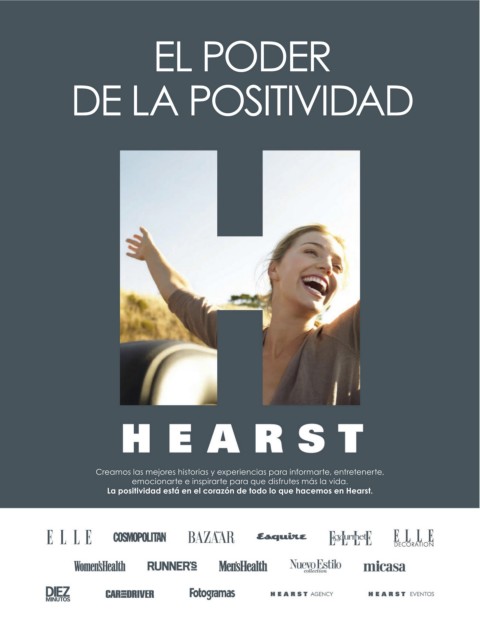 EL PODER
DE LA POSITIVIDAD
HEARST
Creamos las mejores historias y experiencias para informarte, entretenerte,
emocionarte e inspirarte para que disfrutes más la vida.
La positividad está en el corazón de todo lo que hacemos en Hearst.
ELLE COSMOPOLITAN BAZAAR Esquire ELLE DECORATION
Women'sHealth RUNNER'S Men'sHealth Nuevo Estilo collection micasa
DIEZ MINUTOS CAR AND DRIVER Fotogramas HEARST AGENCY HEARST EVENTOS